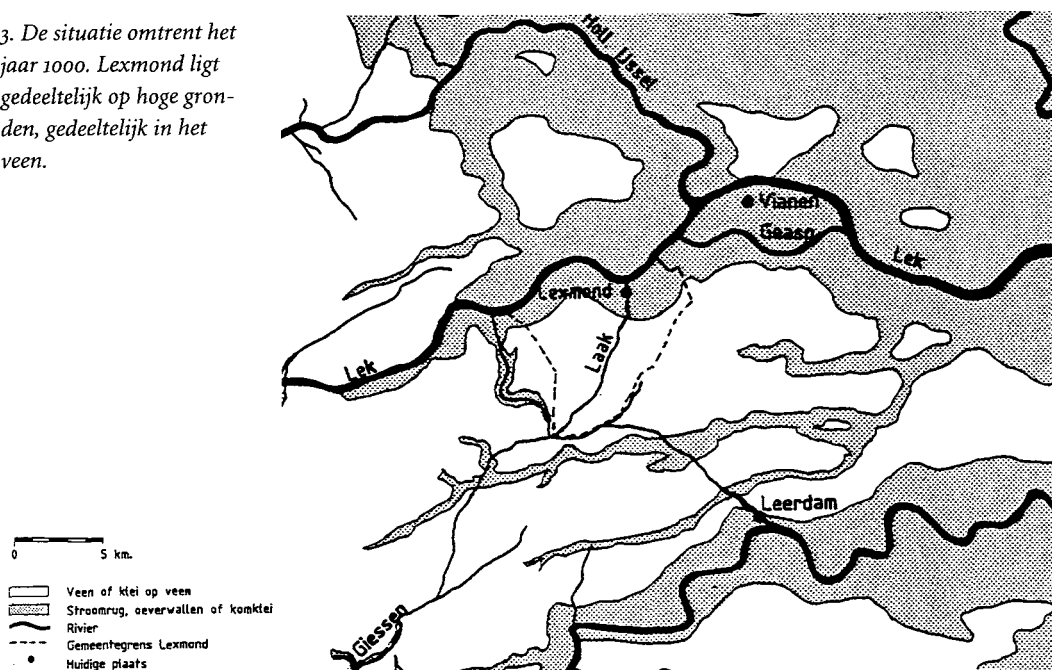 3. De situatie omtrent het
jaar 1000. Lexmond ligt
gedeeltelijk op hoge gron-
den, gedeeltelijk in het
veen.
Holl IJssel
Vianen
Gaasp
Lek
Lexmond
Laak
Lek
Leerdam
Giessen
0 5 km.
Veen of klei op veen
Stroomrug, oeverwallen of komklei
Rivier
Gemeentegrens Lexmond
Huidige plaats